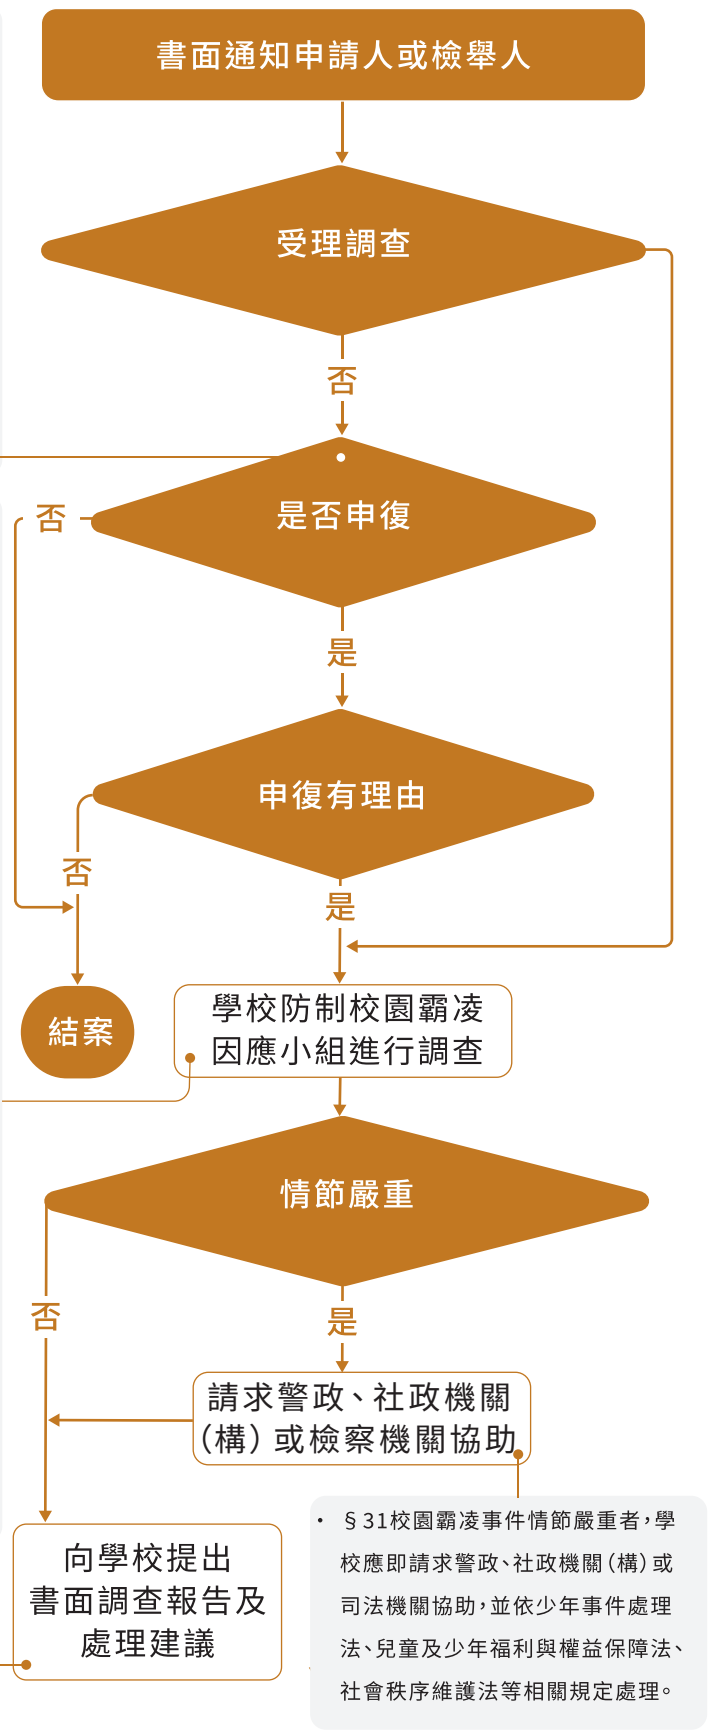 書面通知申請人或檢舉人
受理調查
否
是否申復
否
是
申復有理由
否
是
結案
學校防制校園霸凌
因應小組進行調查
情節嚴重
否
是
請求警政、社政機關
（構）或檢察機關協助
向學校提出
書面調查報告及
處理建議
• §31校園霸凌事件情節嚴重者，學
校應即請求警政、社政機關（構）或
司法機關協助，並依少年事件處理
法、兒童及少年福利與權益保障法、
社會秩序維護法等相關規定處理。